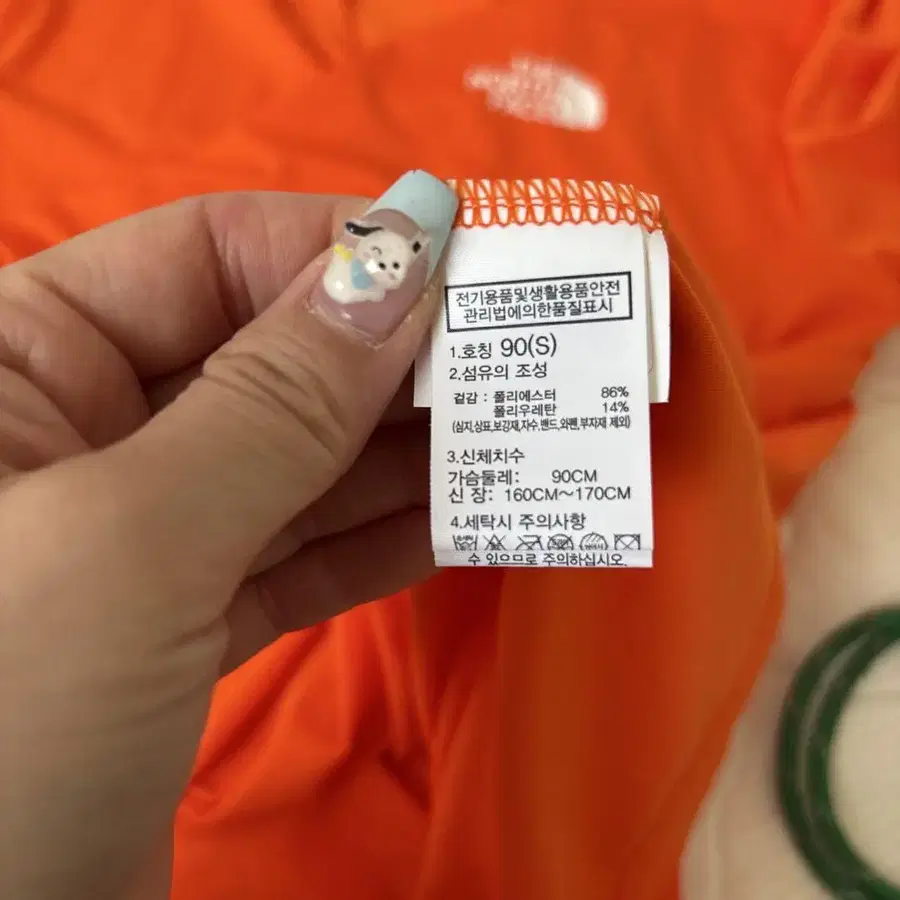 THE
NORTH
FACE
전기용품및생활용품안전
관리법에의한품질표시
1.호칭 90(S)
2.섬유의 조성
겉감 : 폴리에스터 86%
폴리우레탄 14%
(심지,상표,보강재,자수,밴드,와펜,부자재 제외)
3.신체치수
가슴둘레: 90CM
신 장: 160CM~170CM
4.세탁시 주의사항
수 있으므로 주의하십시오.